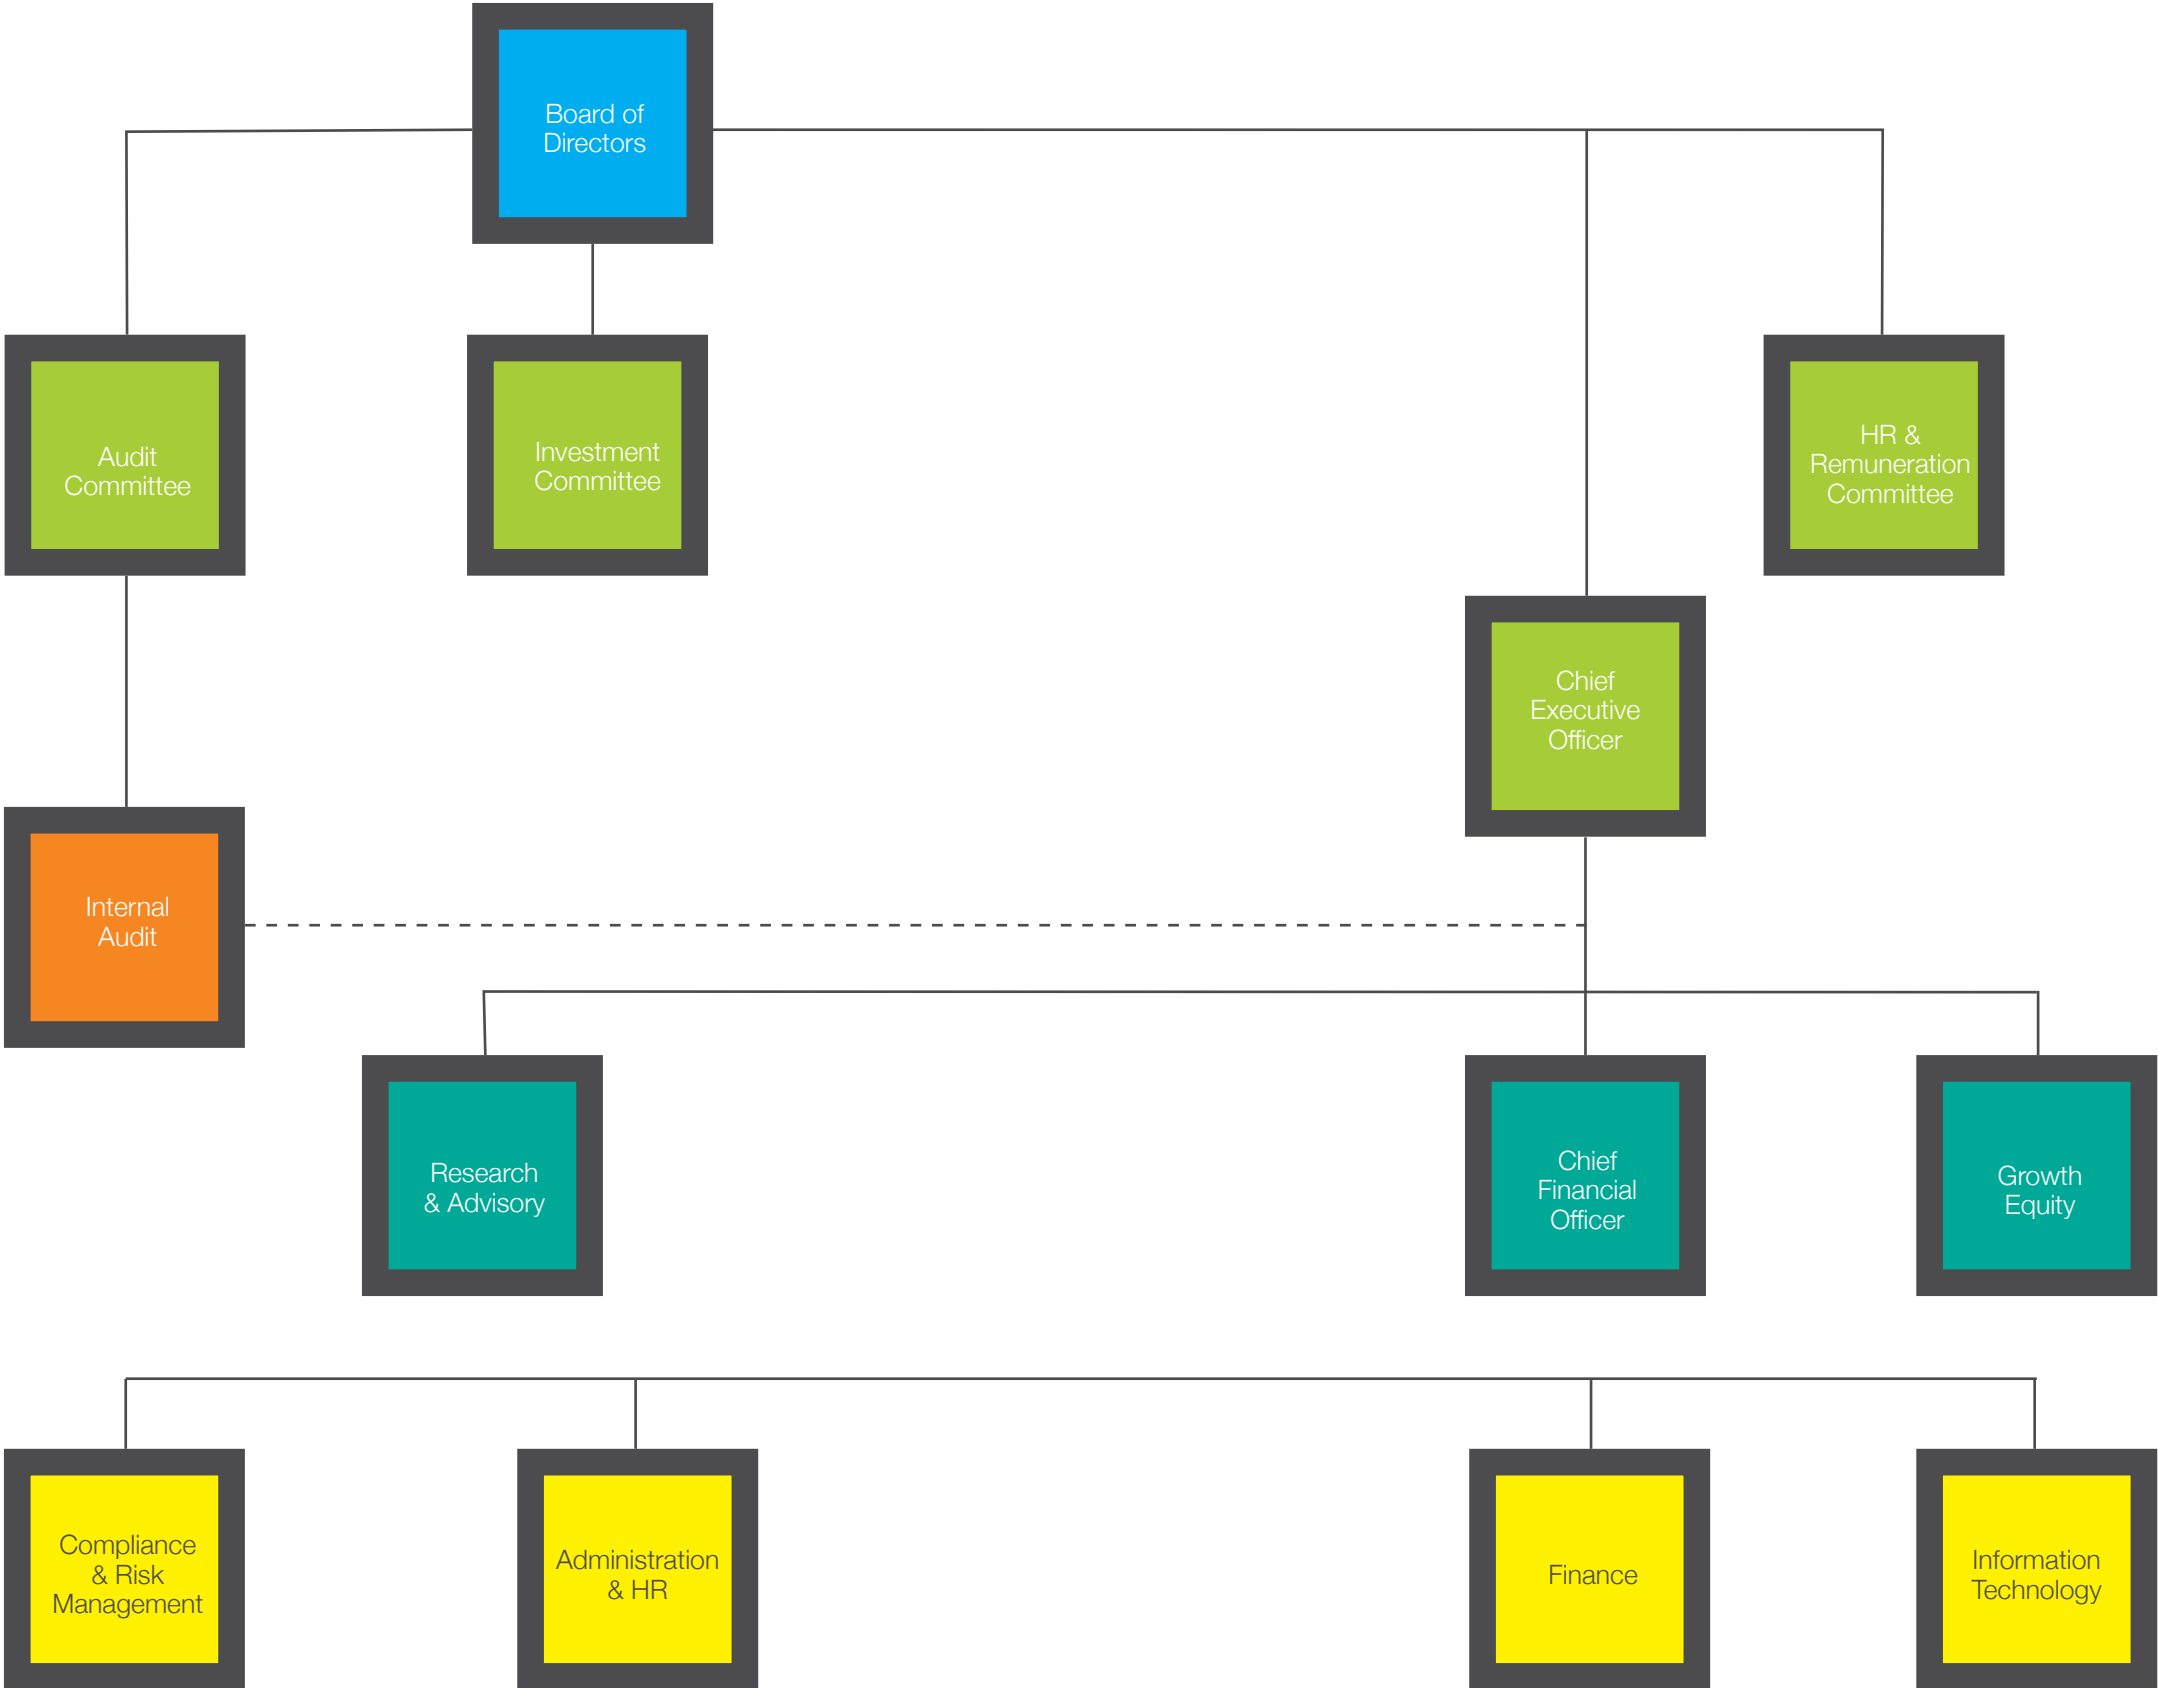 Board of
Directors
Audit
Committee
Investment
Committee
HR &
Remuneration
Committee
Chief
Executive
Officer
Internal
Audit
Research
& Advisory
Chief
Financial
Officer
Growth
Equity
Compliance
& Risk
Management
Administration
& HR
Finance
Information
Technology